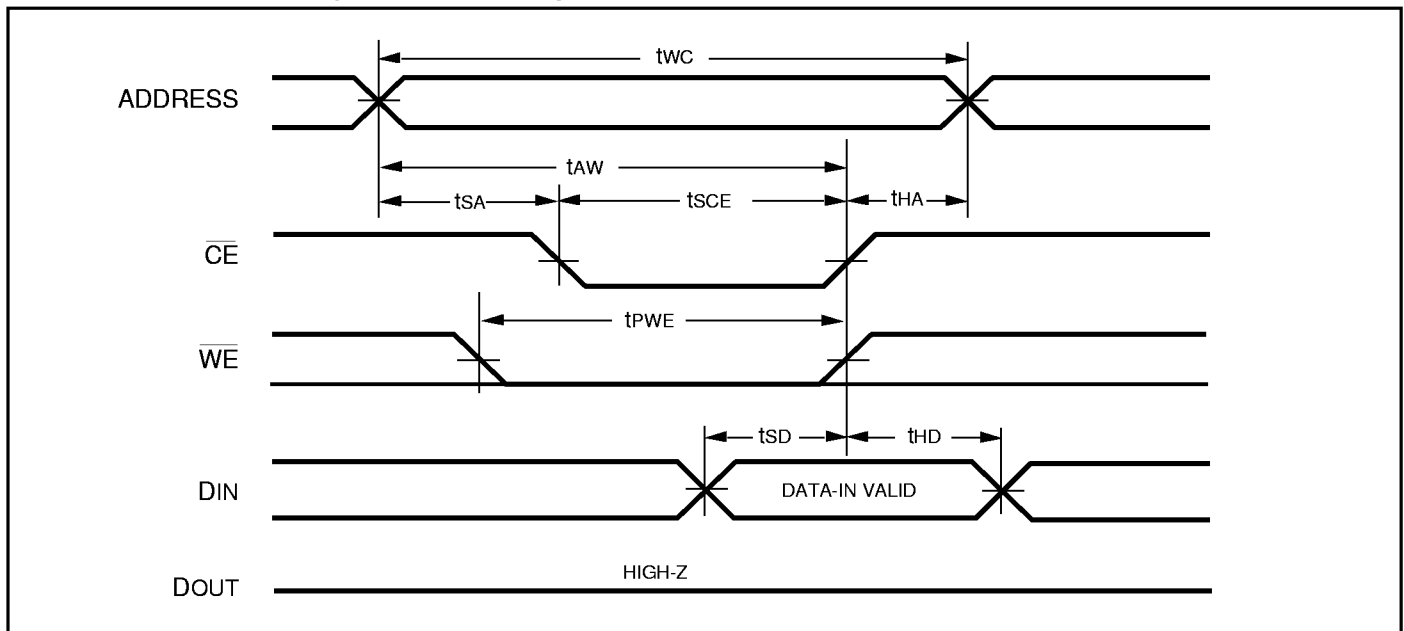 tWC
ADDRESS
tAW
tSA tSCE tHA
CE
tPWE
WE
tSD tHD
DIN DATA-IN VALID
HIGH-Z
DOUT